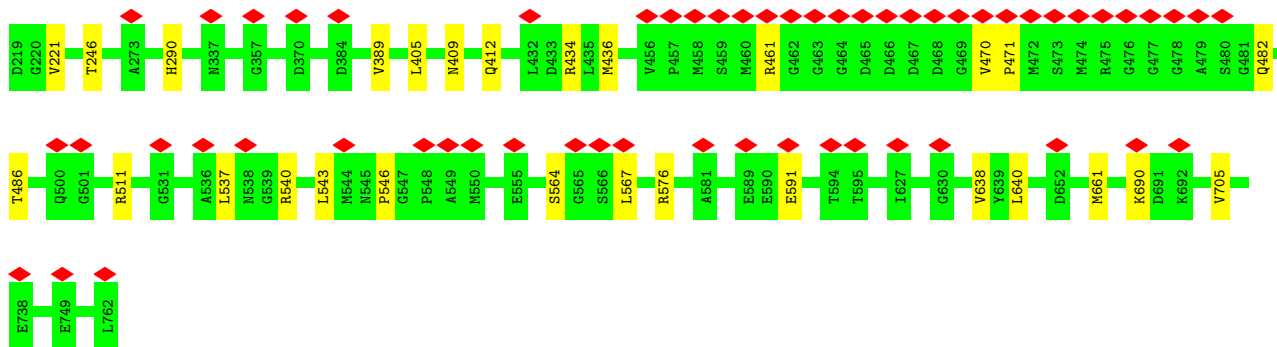 D219 G220 V221 T246 A273 H290 N337 G357 D370 D384 V389 L405 N409 Q412 L432 D433 R434 L435 M436 V456 P457 M458 S459 M460 R461 G462 G463 G464 D465 D466 D467 D468 G469 V470 P471 M472 S473 M474 R475 G476 G477 G478 A479 S480 G481 Q482
T486 Q500 G501 R511 G531 A536 L537 N538 G539 R540 L543 M544 N545 P546 G547 P548 A549 M550 E555 S564 G565 S566 L567 R576 A581 E589 E590 E591 T594 T595 I627 G630 V638 Y639 L640 D652 M661 K690 D691 K692 V705
E738 E749 L762